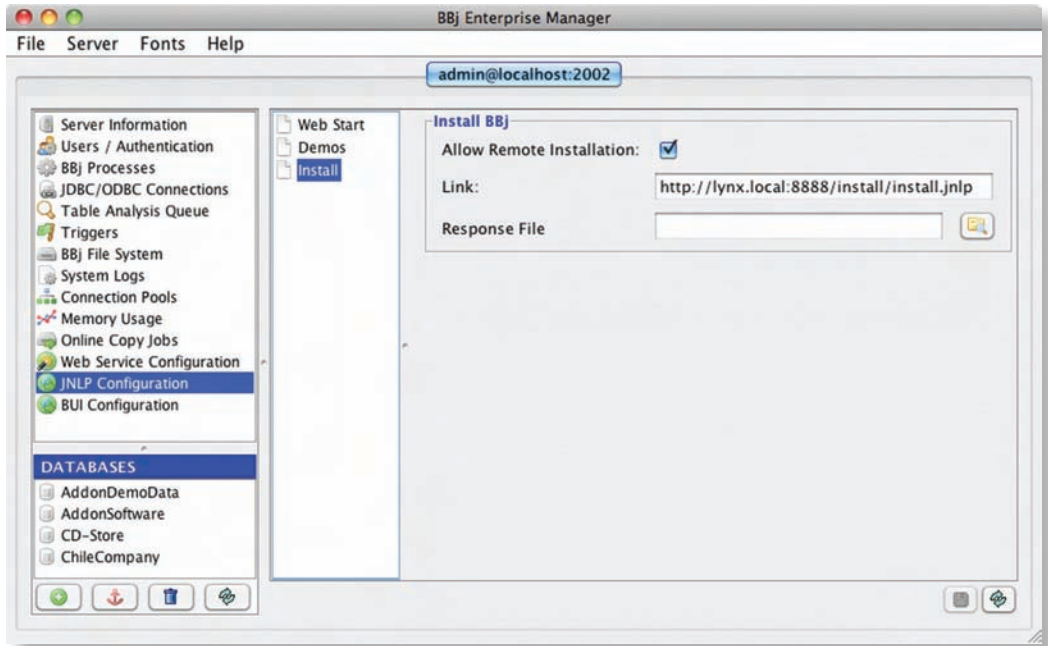 BBj Enterprise Manager
File Server Fonts Help
admin@localhost:2002
Server Information
Users / Authentication
BBj Processes
JDBC/ODBC Connections
Table Analysis Queue
Triggers
BBj File System
System Logs
Connection Pools
Memory Usage
Online Copy Jobs
Web Service Configuration
JNLP Configuration
BUI Configuration
DATABASES
AddonDemoData
AddonSoftware
CD-Store
ChileCompany
Web Start
Demos
Install
Install BBj
Allow Remote Installation:
Link: http://lynx.local:8888/install/install.jnlp
Response File